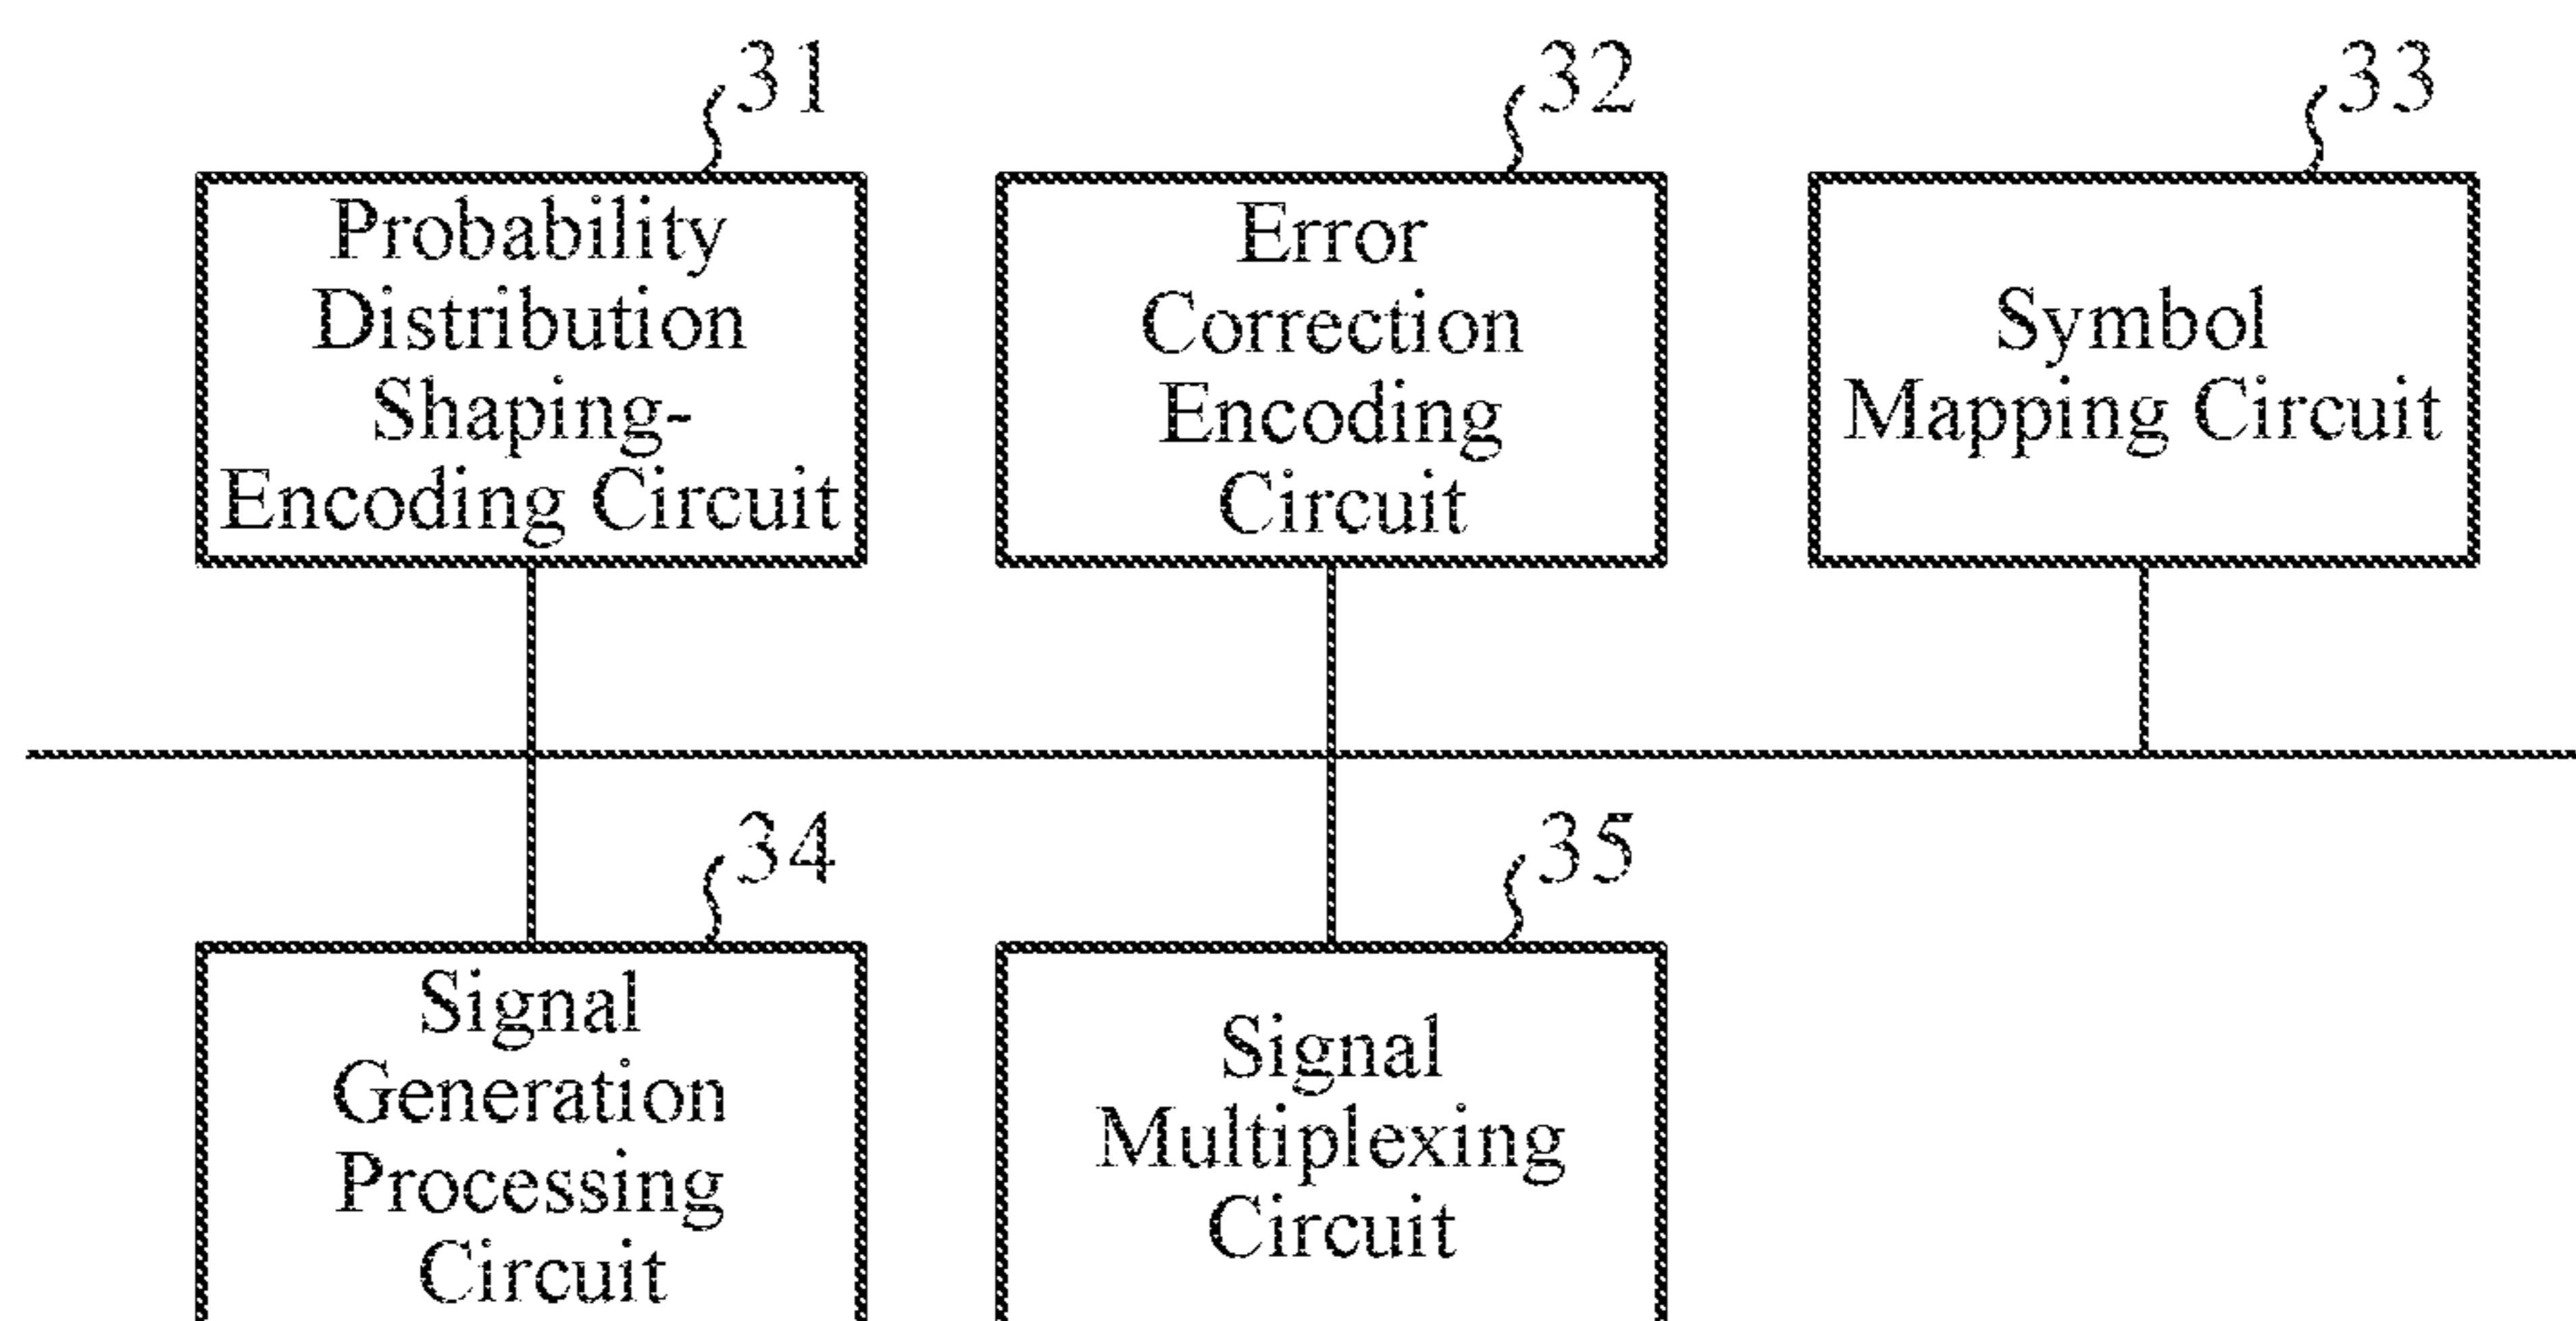 31
32
33
Probability
Distribution
Shaping-
Encoding Circuit
Error
Correction
Encoding
Circuit
Symbol
Mapping Circuit
34
35
Signal
Generation
Processing
Circuit
Signal
Multiplexing
Circuit